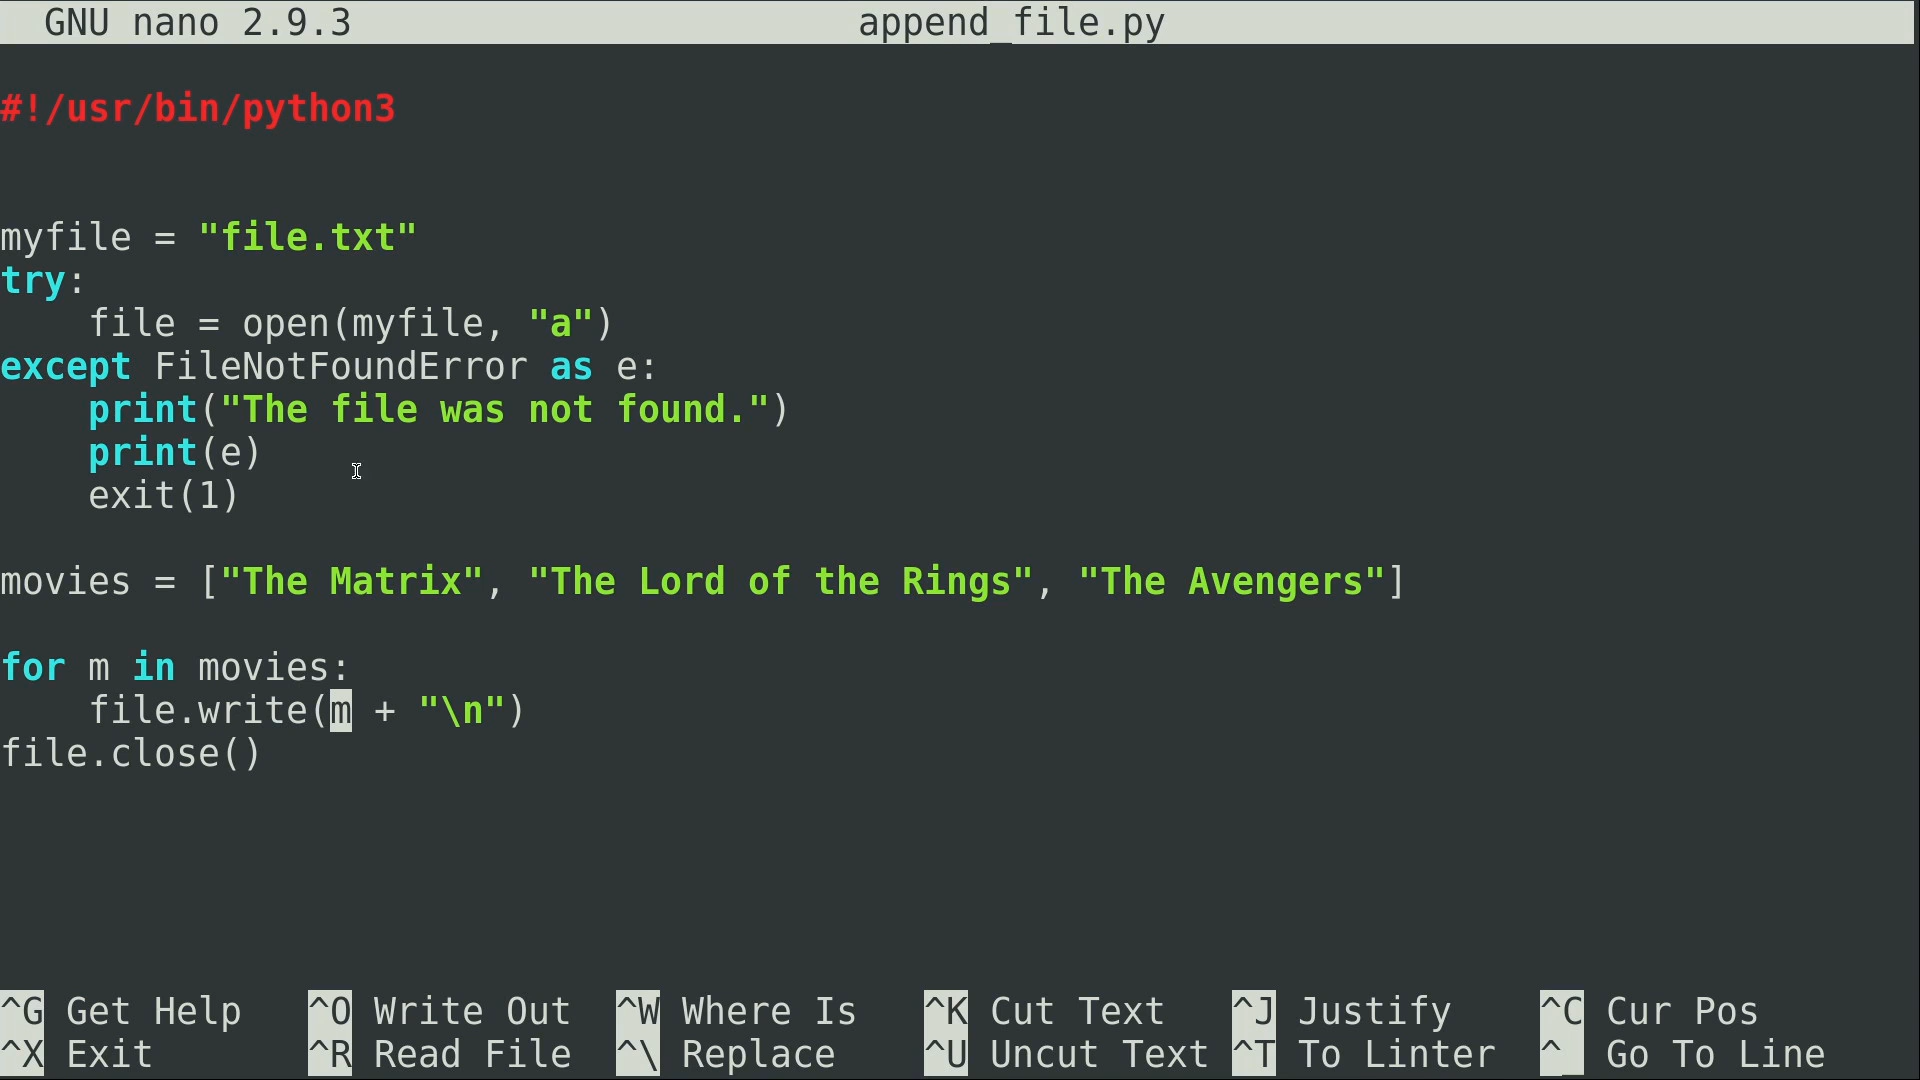 GNU nano 2.9.3 append_file.py
#!/usr/bin/python3
myfile = "file.txt"
try:
    file = open(myfile, "a")
except FileNotFoundError as e:
    print("The file was not found.")
    print(e)
    exit(1)
movies = ["The Matrix", "The Lord of the Rings", "The Avengers"]
for m in movies:
    file.write(m + "\n")
file.close()
^G Get Help ^O Write Out ^W Where Is ^K Cut Text ^J Justify ^C Cur Pos
^X Exit ^R Read File ^\ Replace ^U Uncut Text ^T To Linter ^_ Go To Line